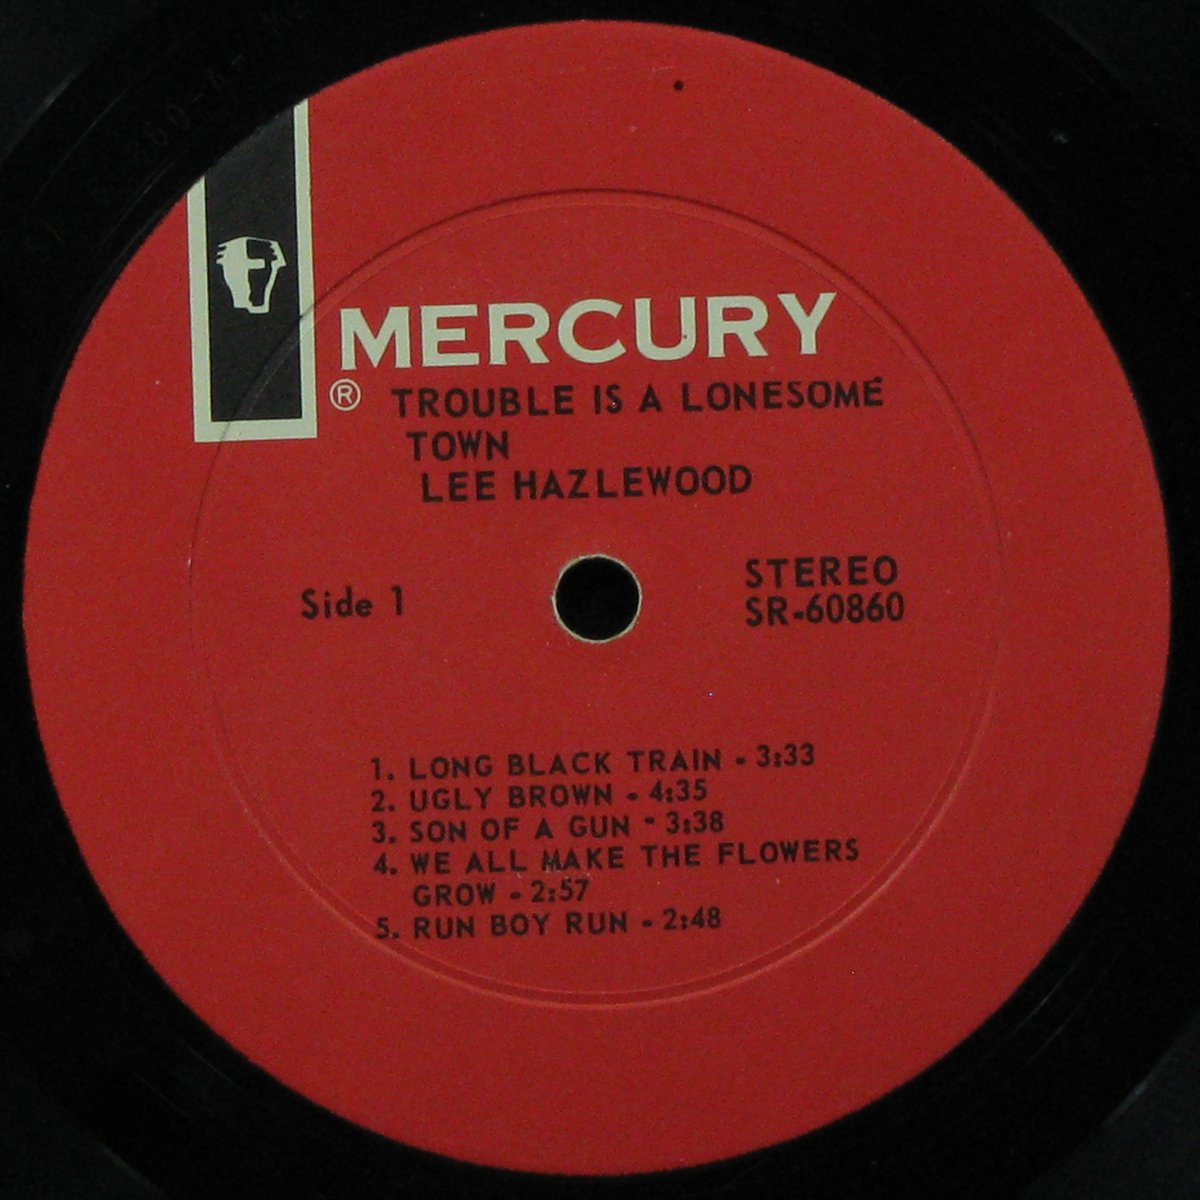 MERCURY
® TROUBLE IS A LONESOME
TOWN
LEE HAZLEWOOD
Side 1
STEREO
SR-60860
1. LONG BLACK TRAIN - 3:33
2. UGLY BROWN - 4:35
3. SON OF A GUN - 3:38
4. WE ALL MAKE THE FLOWERS
GROW - 2:57
5. RUN BOY RUN - 2:48